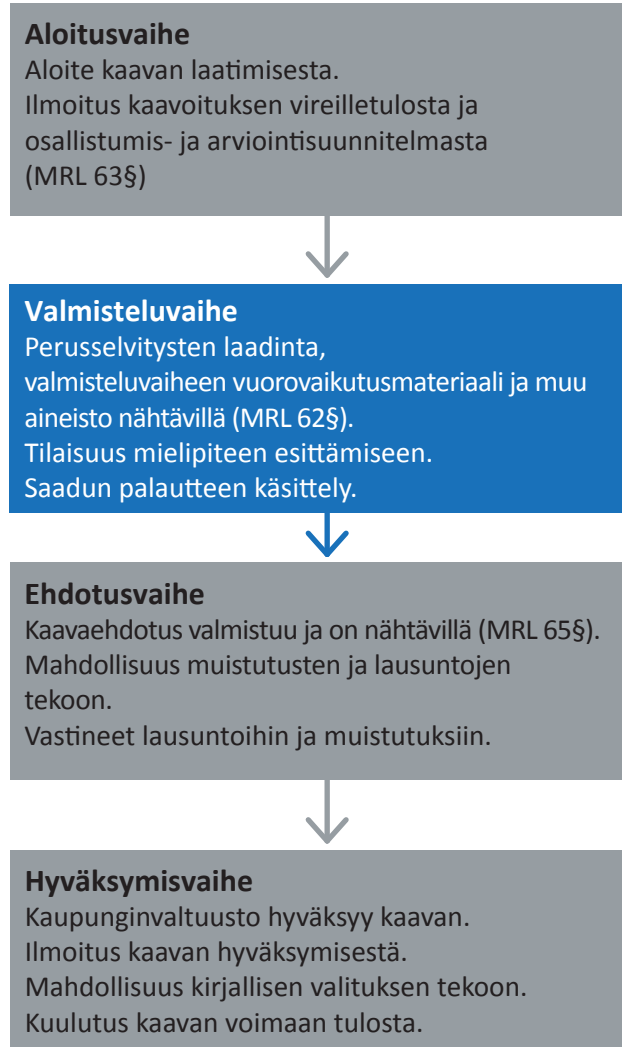 Aloitusvaihe
Aloite kaavan laatimisesta.
Ilmoitus kaavoituksen vireilletulosta ja
osallistumis- ja arviointisuunnitelmasta
(MRL 63§)
Valmisteluvaihe
Perusselvitysten laadinta,
valmisteluvaiheen vuorovaikutusmateriaali ja muu
aineisto nähtävillä (MRL 62§).
Tilaisuus mielipiteen esittämiseen.
Saadun palautteen käsittely.
Ehdotusvaihe
Kaavaehdotus valmistuu ja on nähtävillä (MRL 65§).
Mahdollisuus muistutusten ja lausuntojen
tekoon.
Vastineet lausuntoihin ja muistutuksiin.
Hyväksymisvaihe
Kaupunginvaltuusto hyväksyy kaavan.
Ilmoitus kaavan hyväksymisestä.
Mahdollisuus kirjallisen valituksen tekoon.
Kuulutus kaavan voimaan tulosta.